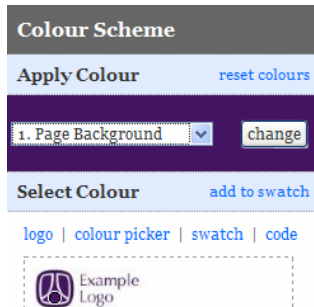 Colour Scheme
Apply Colour reset colours
1. Page Background change
Select Colour add to swatch
logo | colour picker | swatch | code
Example
Logo